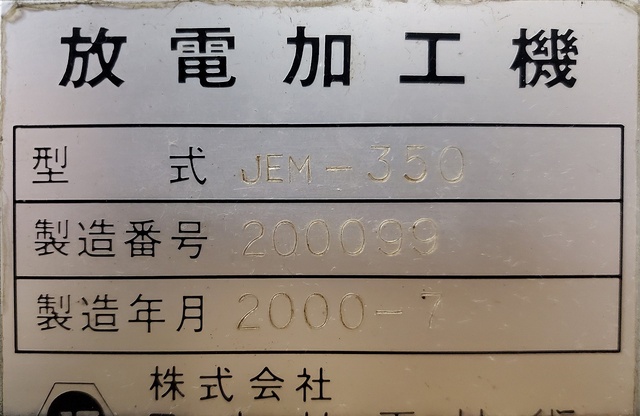 放電加工機
型式 JEM-350
製造番号 200099
製造年月 2000-7
株式会社